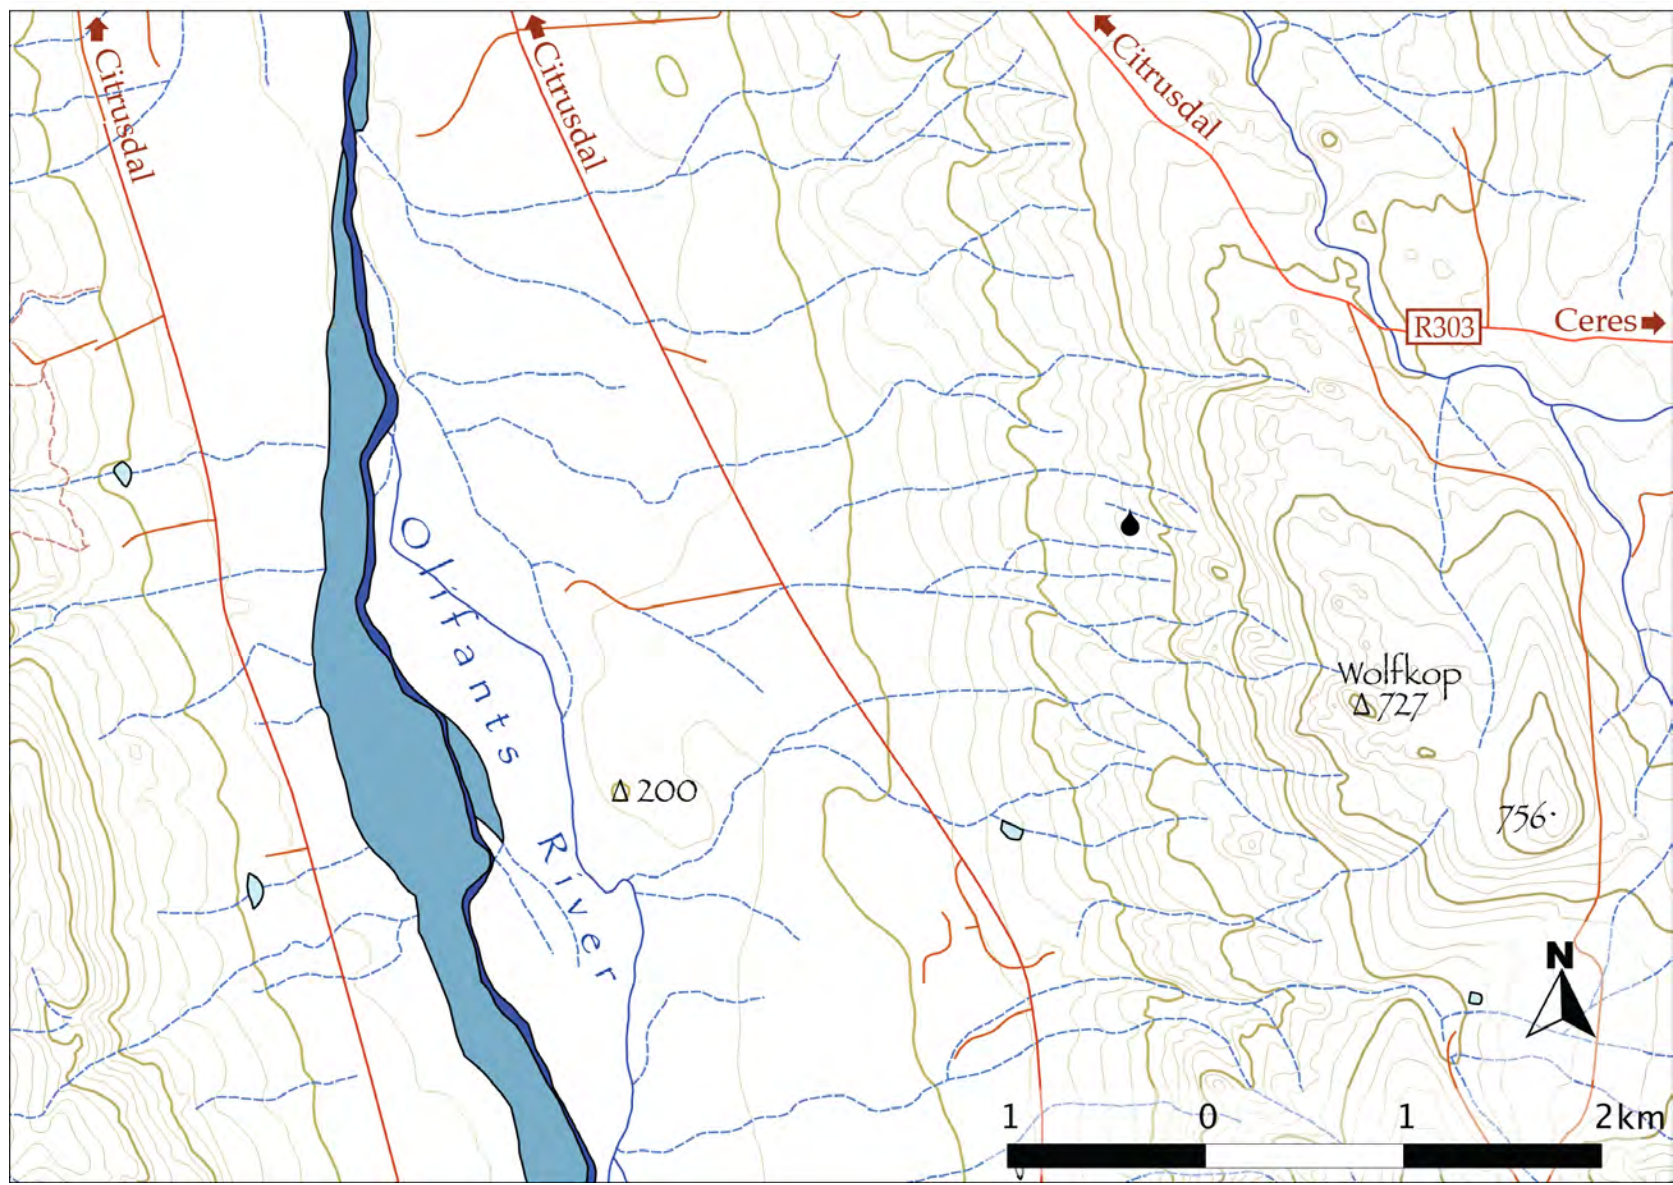 Citrusdal
Citrusdal
Citrusdal
R303
Ceres
Olifants River
Wolfkop
Δ 727
Δ 200
756·
N
1 0 1 2km